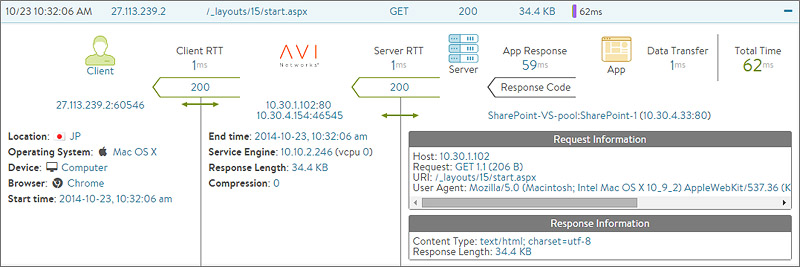 10/23 10:32:06 AM 27.113.239.2 /_layouts/15/start.aspx GET 200 34.4 KB 62ms
Client RTT Server RTT App Response Data Transfer Total Time
1ms AVI 1ms 59ms 1ms 62ms
Client Networks Server App
200 200 Response Code
27.113.239.2:60546 10.30.1.102:80
10.30.4.154:46545 SharePoint-VS-pool:SharePoint-1 (10.30.4.33:80)
Location: JP
Operating System: Mac OS X
Device: Computer
Browser: Chrome
Start time: 2014-10-23, 10:32:06 am
End time: 2014-10-23, 10:32:06 am
Service Engine: 10.10.2.246 (vcpu 0)
Response Length: 34.4 KB
Compression: 0
Request Information
Host: 10.30.1.102
Request: GET 1.1 (206 B)
URI: /_layouts/15/start.aspx
User Agent: Mozilla/5.0 (Macintosh; Intel Mac OS X 10_9_2) AppleWebKit/537.36 (K
Response Information
Content Type: text/html; charset=utf-8
Response Length: 34.4 KB